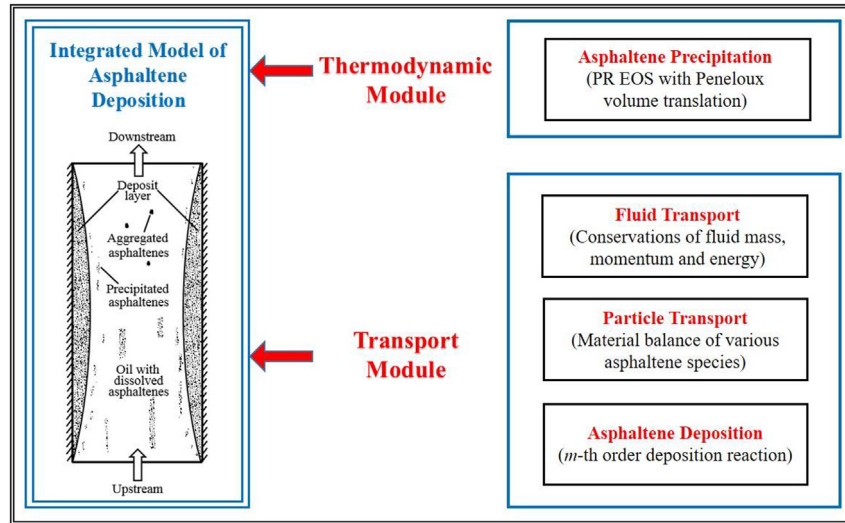 Integrated Model of
Asphaltene
Deposition
Downstream
Deposit
layer
Aggregated
asphaltenes
Precipitated
asphaltenes
Oil with
dissolved
asphaltenes
Upstream
Thermodynamic
Module
Transport
Module
Asphaltene Precipitation
(PR EOS with Peneloux
volume translation)
Fluid Transport
(Conservations of fluid mass,
momentum and energy)
Particle Transport
(Material balance of various
asphaltene species)
Asphaltene Deposition
(m-th order deposition reaction)